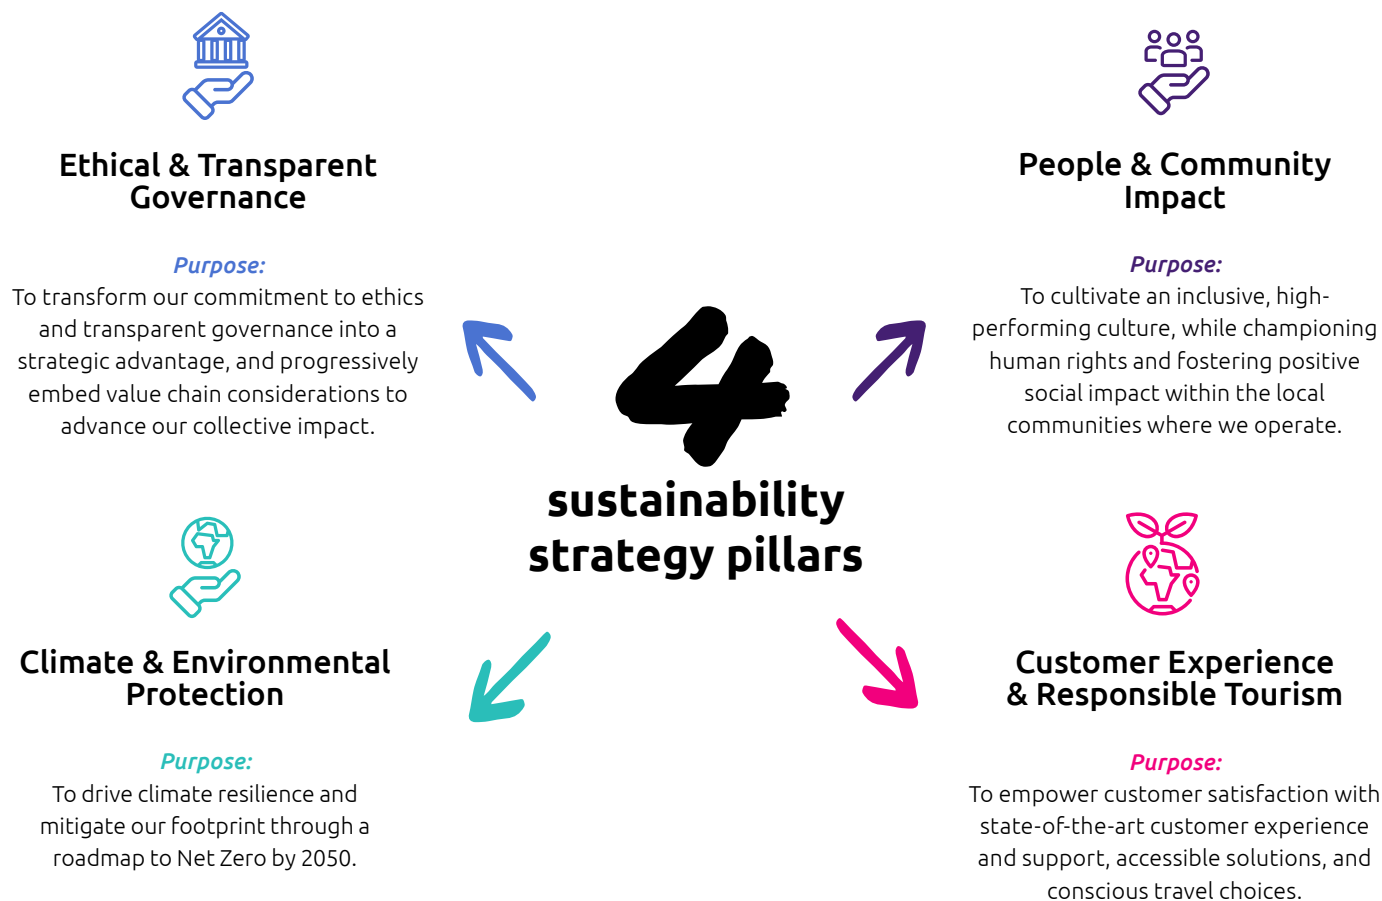 Ethical & Transparent
Governance
Purpose:
To transform our commitment to ethics
and transparent governance into a
strategic advantage, and progressively
embed value chain considerations to
advance our collective impact.
People & Community
Impact
Purpose:
To cultivate an inclusive, high-
performing culture, while championing
human rights and fostering positive
social impact within the local
communities where we operate.
4
sustainability
strategy pillars
Climate & Environmental
Protection
Purpose:
To drive climate resilience and
mitigate our footprint through a
roadmap to Net Zero by 2050.
Customer Experience
& Responsible Tourism
Purpose:
To empower customer satisfaction with
state-of-the-art customer experience
and support, accessible solutions, and
conscious travel choices.